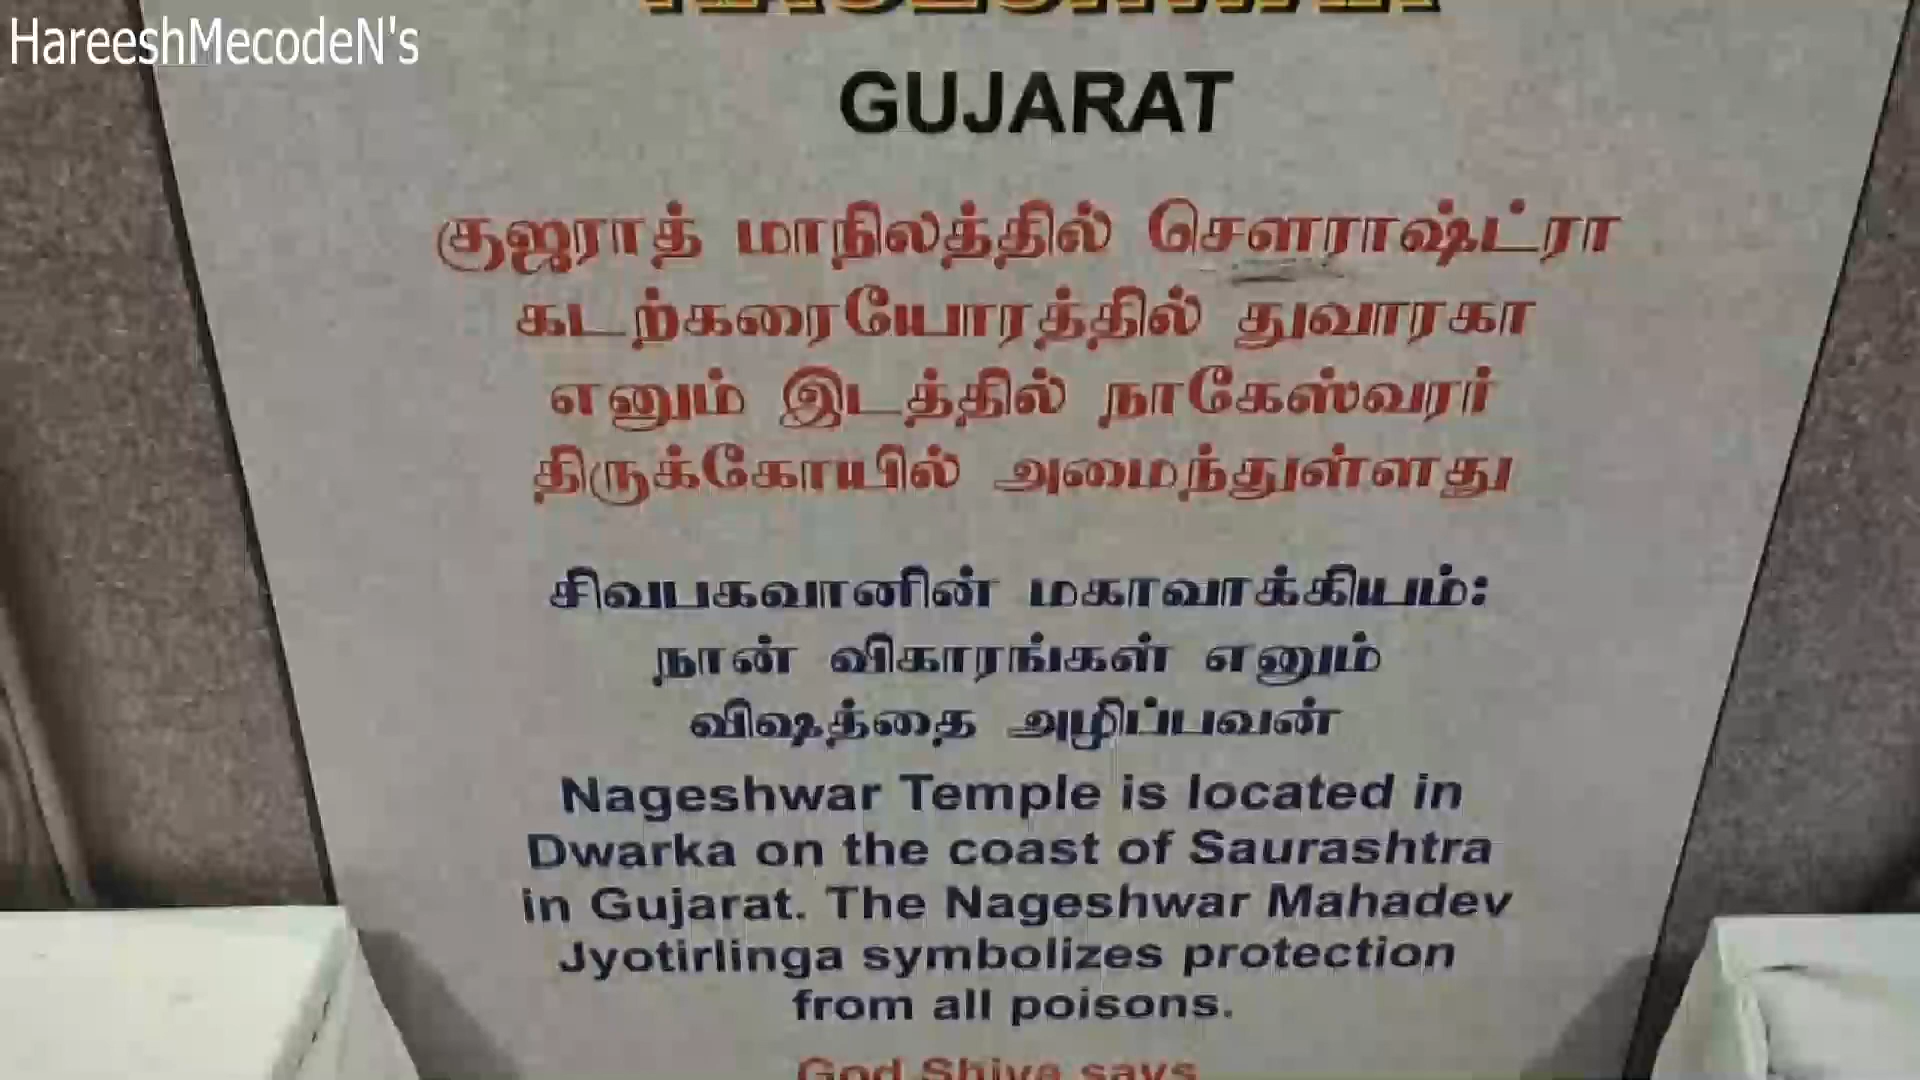 HareeshMecodeN's
GUJARAT
குஜராத் மாநிலத்தில் சௌராஷ்ட்ரா
கடற்கரையோரத்தில் துவாரகா
எனும் இடத்தில் நாகேஸ்வரர்
திருக்கோயில் அமைந்துள்ளது
சிவபகவானின் மகாவாக்கியம்:
நான் விகாரங்கள் எனும்
விஷத்தை அழிப்பவன்
Nageshwar Temple is located in
Dwarka on the coast of Saurashtra
in Gujarat. The Nageshwar Mahadev
Jyotirlinga symbolizes protection
from all poisons.
God Shiva says